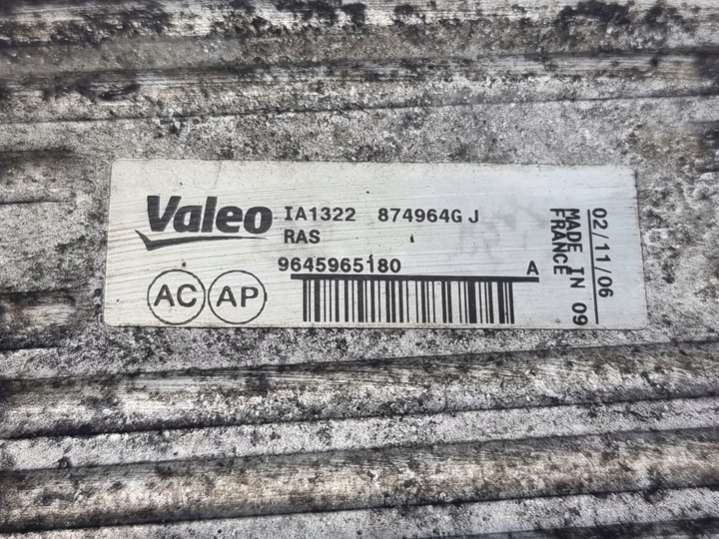 Valeo IA1322 874964G J
RAS
9645965180 A
AC AP
02/11/06
MADE IN 09
FRANCE